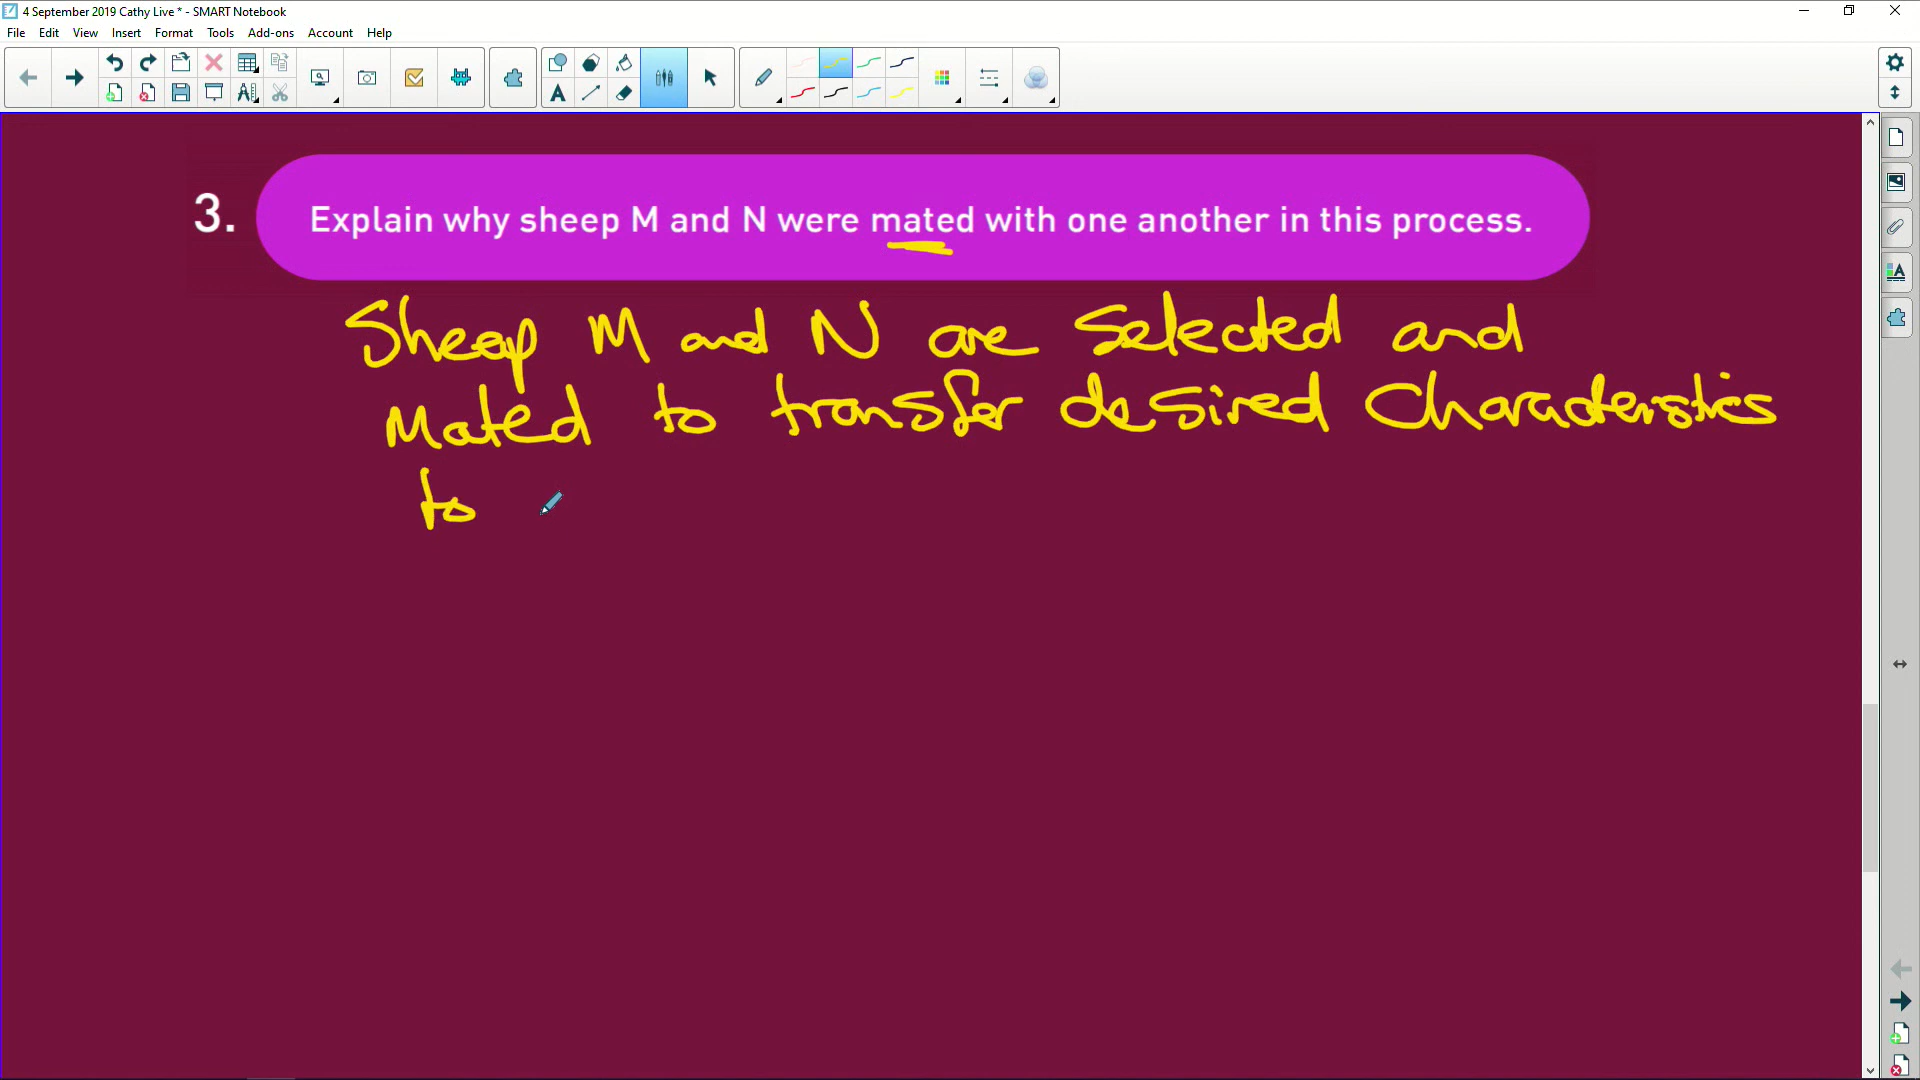 4 September 2019 Cathy Live * - SMART Notebook
File Edit View Insert Format Tools Add-ons Account Help
3. Explain why sheep M and N were mated with one another in this process.
Sheep M and N are selected and
Mated to transfer desired characteristics
to